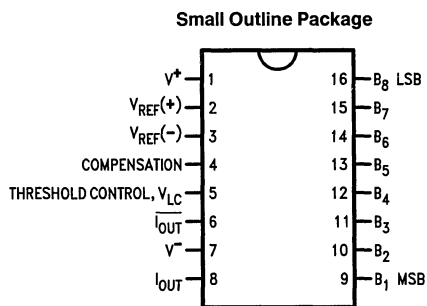 Small Outline Package
V+ 1 16 B8 LSB
VREF(+) 2 15 B7
VREF(−) 3 14 B6
COMPENSATION 4 13 B5
THRESHOLD CONTROL, VLC 5 12 B4
I̅O̅U̅T̅ 6 11 B3
V− 7 10 B2
IOUT 8 9 B1 MSB